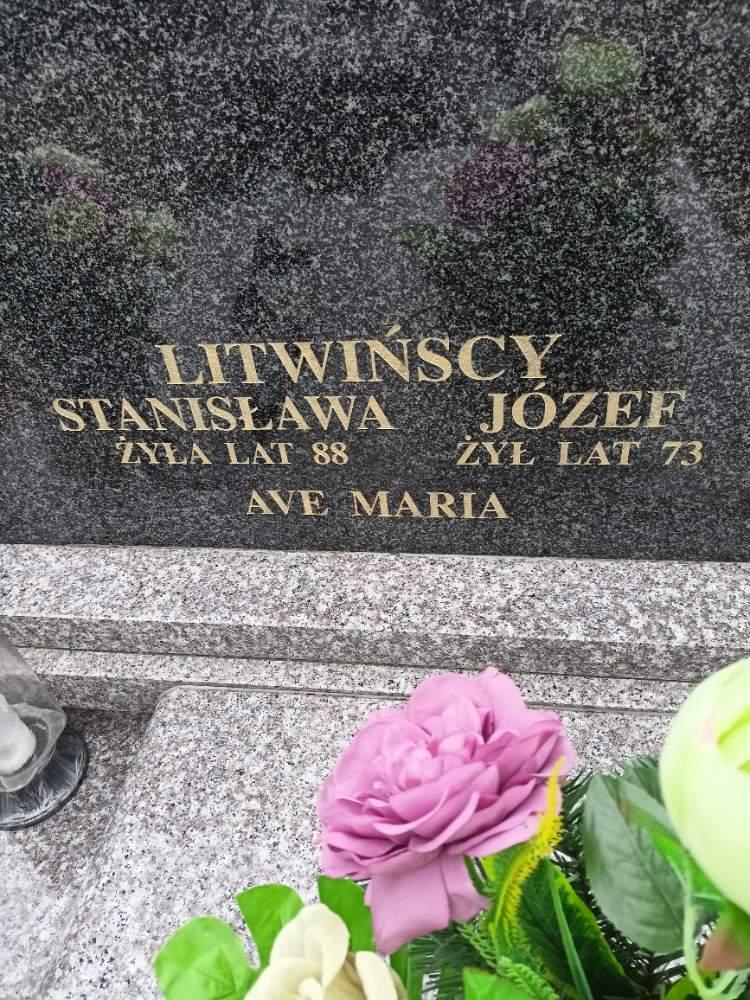 LITWIŃSCY
STANISŁAWA JÓZEF
ŻYŁA LAT 88 ŻYŁ LAT 73
AVE MARIA